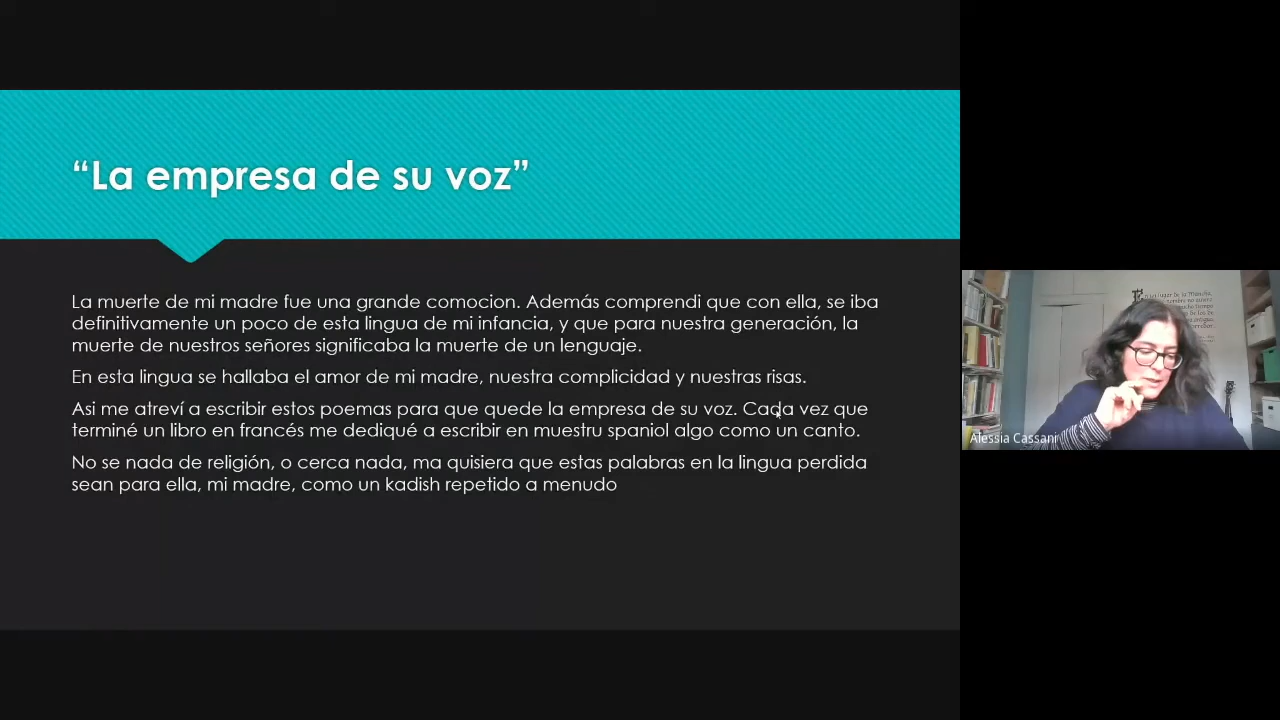 “La empresa de su voz”
La muerte de mi madre fue una grande comocion. Además comprendi que con ella, se iba
definitivamente un poco de esta lingua de mi infancia, y que para nuestra generación, la
muerte de nuestros señores significaba la muerte de un lenguaje.
En esta lingua se hallaba el amor de mi madre, nuestra complicidad y nuestras risas.
Asi me atreví a escribir estos poemas para que quede la empresa de su voz. Cada vez que
terminé un libro en francés me dediqué a escribir en muestru spaniol algo como un canto.
No se nada de religión, o cerca nada, ma quisiera que estas palabras en la lingua perdida
sean para ella, mi madre, como un kadish repetido a menudo
Alessia Cassani